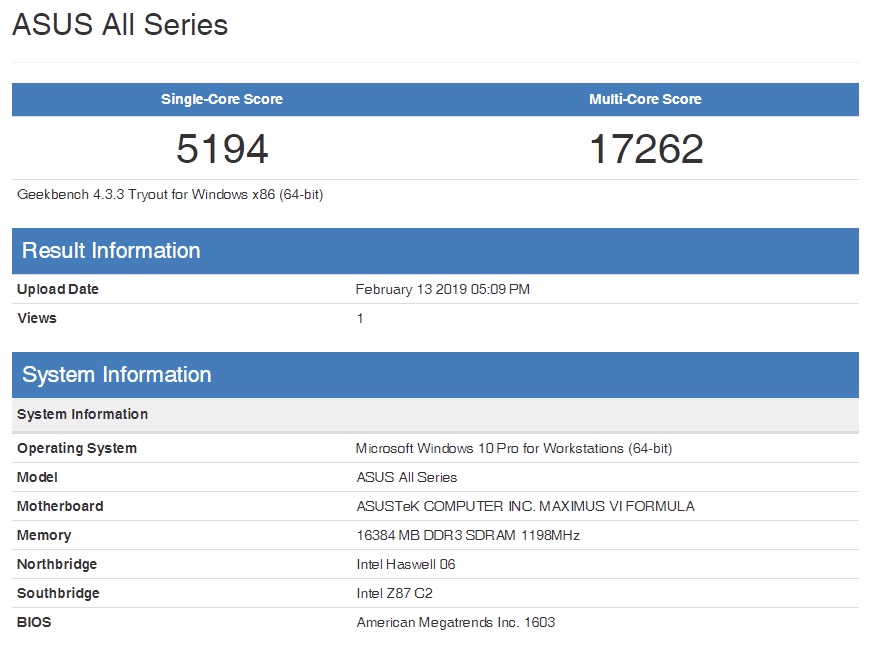 ASUS All Series
Single-Core Score Multi-Core Score
5194 17262
Geekbench 4.3.3 Tryout for Windows x86 (64-bit)
Result Information
Upload Date February 13 2019 05:09 PM
Views 1
System Information
System Information
Operating System Microsoft Windows 10 Pro for Workstations (64-bit)
Model ASUS All Series
Motherboard ASUSTeK COMPUTER INC. MAXIMUS VI FORMULA
Memory 16384 MB DDR3 SDRAM 1198MHz
Northbridge Intel Haswell 06
Southbridge Intel Z87 C2
BIOS American Megatrends Inc. 1603